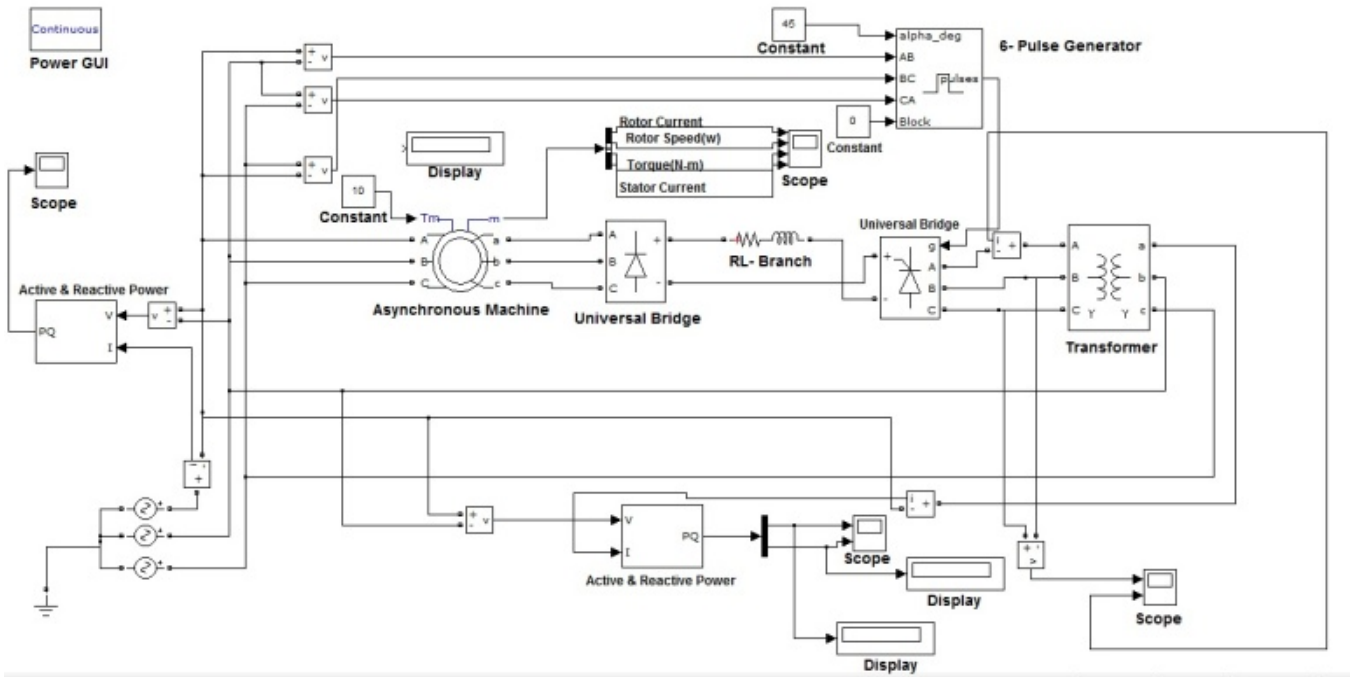 Continuous
Power GUI
45
Constant
alpha_deg
AB
BC
CA
Block
pulses
6- Pulse Generator
0
Constant
+
-
v
+
-
v
+
-
v
Scope
Display
Rotor Current
Rotor Speed(w)
Torque(N-m)
Stator Current
Scope
10
Constant
Tm
m
A
B
C
a
b
c
Asynchronous Machine
A
B
C
+
-
Universal Bridge
RL- Branch
Universal Bridge
g
A
B
C
+
-
i
+
-
A
B
C
a
b
c
Y
Y
Transformer
Active & Reactive Power
V
I
PQ
v
+
-
+
-
v
V
I
PQ
Active & Reactive Power
i
+
-
Scope
Display
Display
Scope